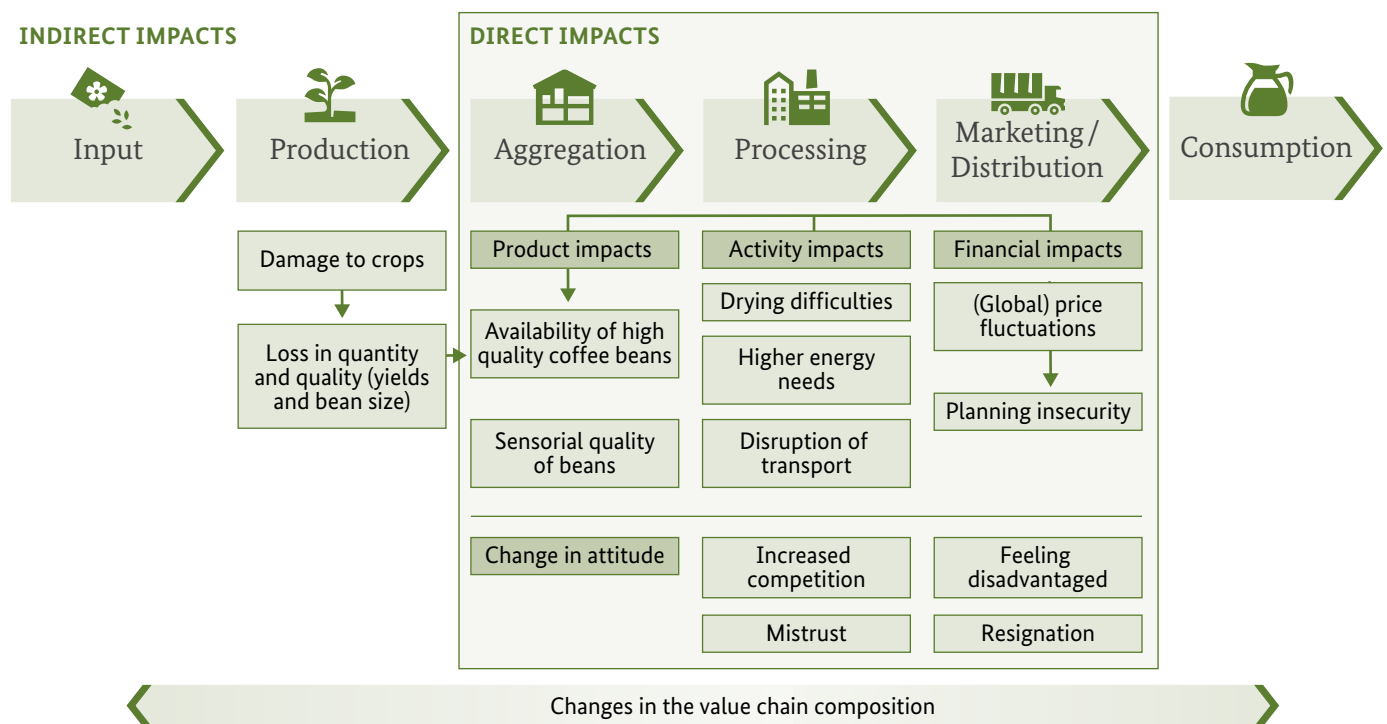 INDIRECT IMPACTS
DIRECT IMPACTS
Input
Production
Aggregation
Processing
Marketing /
Distribution
Consumption
Damage to crops
Loss in quantity
and quality (yields
and bean size)
Product impacts
Availability of high
quality coffee beans
Sensorial quality
of beans
Activity impacts
Drying difficulties
Higher energy
needs
Disruption of
transport
Financial impacts
(Global) price
fluctuations
Planning insecurity
Change in attitude
Increased
competition
Feeling
disadvantaged
Mistrust
Resignation
Changes in the value chain composition